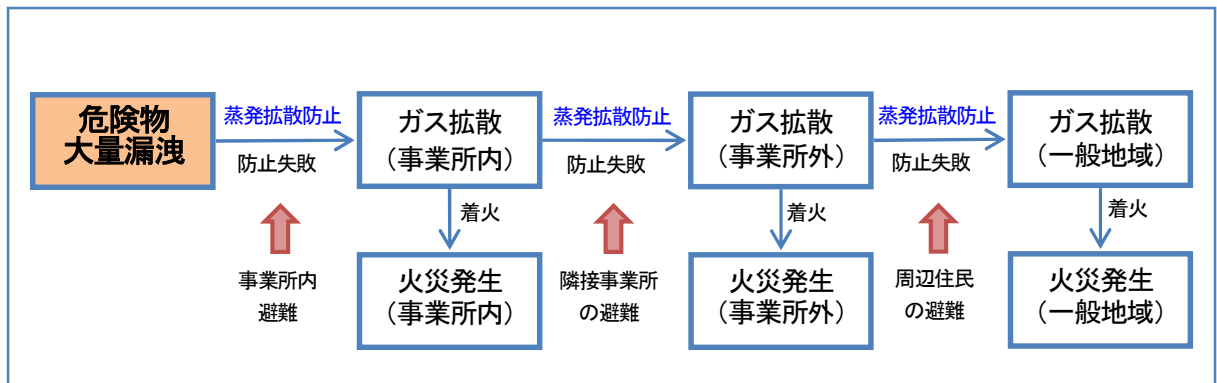 危険物
大量漏洩
蒸発拡散防止
防止失敗
ガス拡散
（事業所内）
蒸発拡散防止
防止失敗
ガス拡散
（事業所外）
蒸発拡散防止
防止失敗
ガス拡散
（一般地域）
着火
着火
着火
事業所内
避難
火災発生
（事業所内）
隣接事業所
の避難
火災発生
（事業所外）
周辺住民
の避難
火災発生
（一般地域）